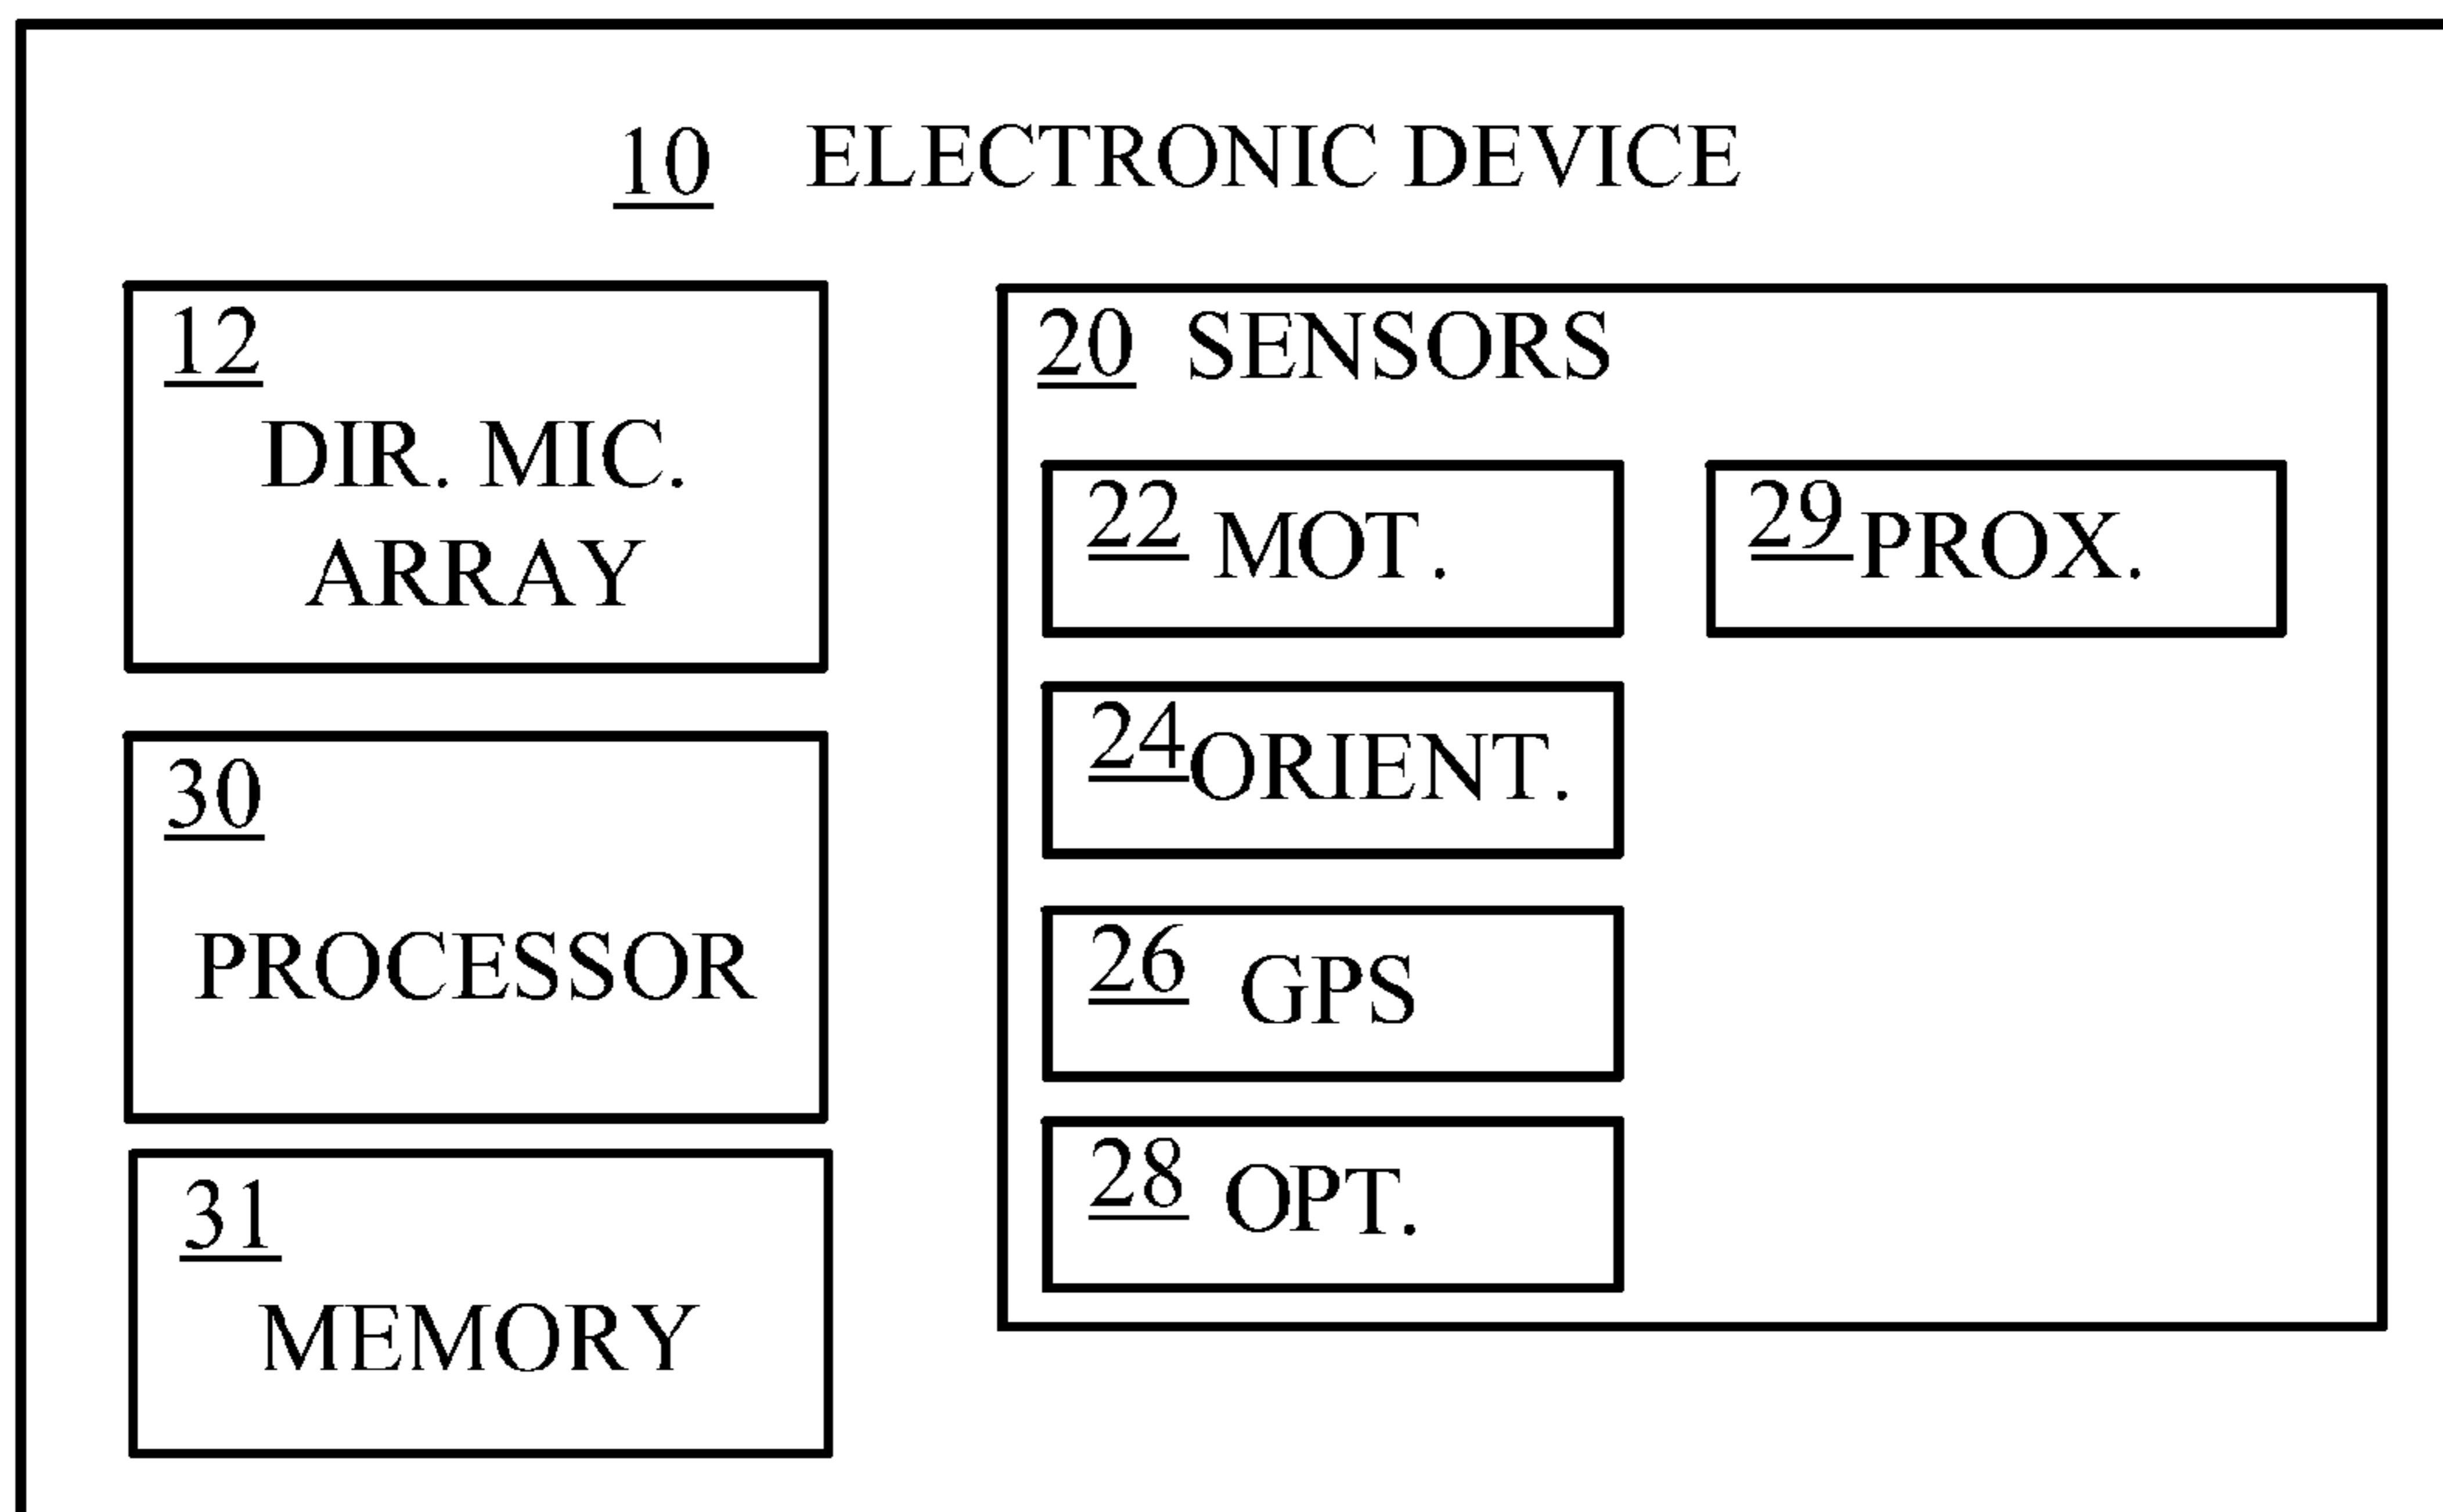 10 ELECTRONIC DEVICE
12
DIR. MIC.
ARRAY
30
PROCESSOR
31
MEMORY
20 SENSORS
22 MOT.
29 PROX.
24 ORIENT.
26 GPS
28 OPT.